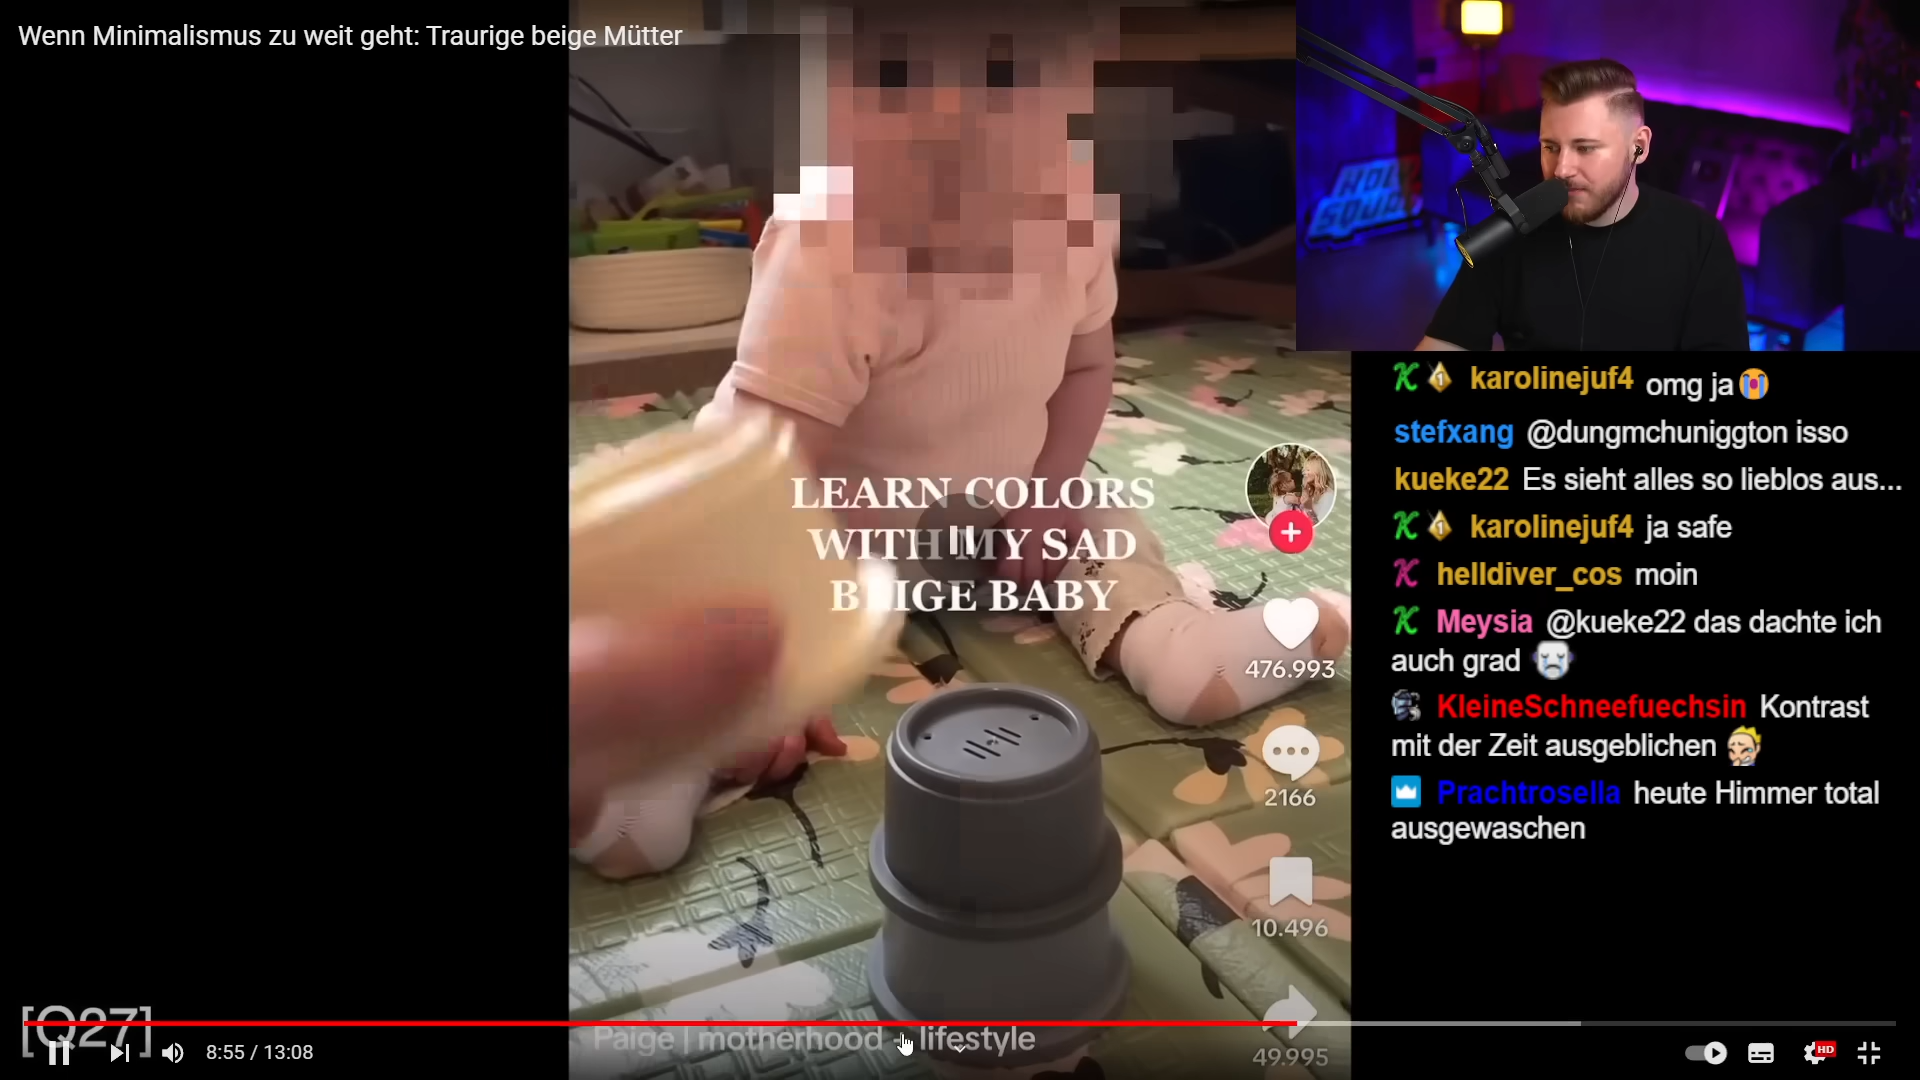 Wenn Minimalismus zu weit geht: Traurige beige Mütter
LEARN COLORS
WITH MY SAD
BEIGE BABY
476.993
2166
10.496
49.995
Paige | motherhood + lifestyle
[Q27]
8:55 / 13:08
HD
karolinejuf4 omg ja
stefxang @dungmchuniggton isso
kueke22 Es sieht alles so lieblos aus...
karolinejuf4 ja safe
helldiver_cos moin
Meysia @kueke22 das dachte ich
auch grad
KleineSchneefuechsin Kontrast
mit der Zeit ausgeblichen
Prachtrosella heute Himmer total
ausgewaschen